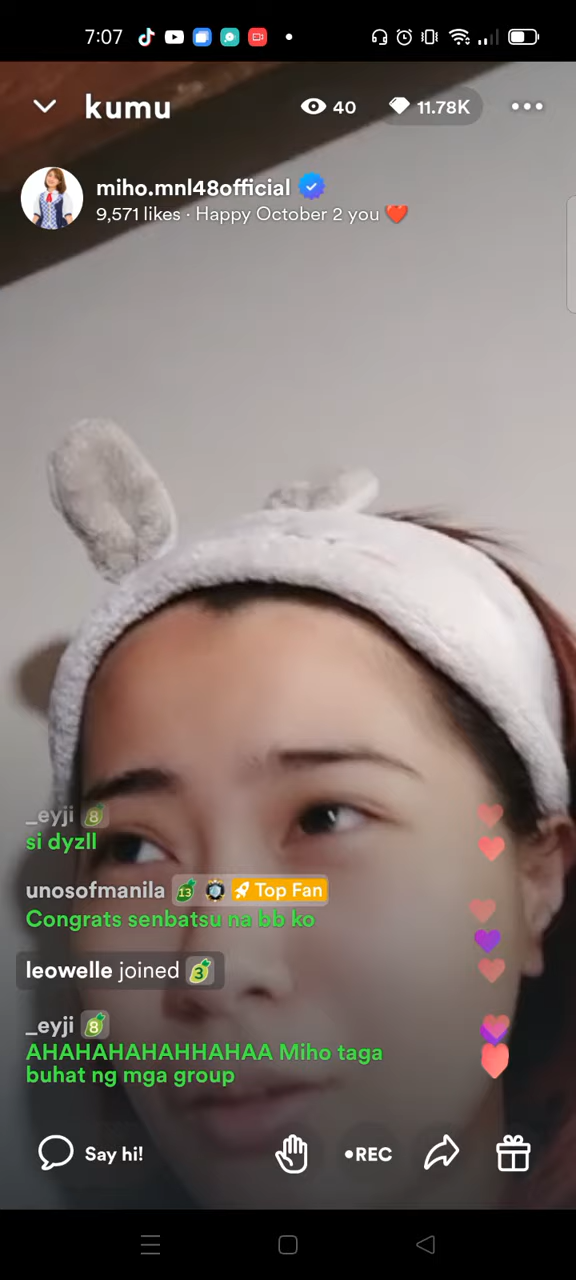 7:07
kumu
40
11.78K
miho.mnl48official
9,571 likes · Happy October 2 you ❤️
_eyji 8
si dyzll
unosofmanila 13 Top Fan
Congrats senbatsu na bb ko
leowelle joined 3
_eyji 8
AHAHAHAHAHHAHAA Miho taga
buhat ng mga group
Say hi!
•REC